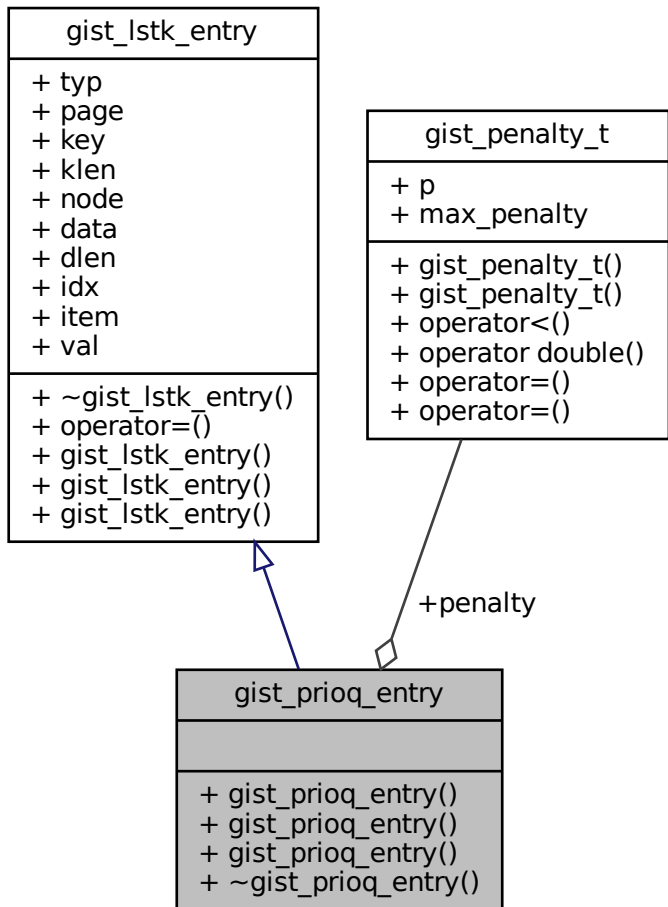 gist_lstk_entry
+ typ
+ page
+ key
+ klen
+ node
+ data
+ dlen
+ idx
+ item
+ val
+ ~gist_lstk_entry()
+ operator=()
+ gist_lstk_entry()
+ gist_lstk_entry()
+ gist_lstk_entry()
gist_penalty_t
+ p
+ max_penalty
+ gist_penalty_t()
+ gist_penalty_t()
+ operator<()
+ operator double()
+ operator=()
+ operator=()
+penalty
gist_prioq_entry
+ gist_prioq_entry()
+ gist_prioq_entry()
+ gist_prioq_entry()
+ ~gist_prioq_entry()